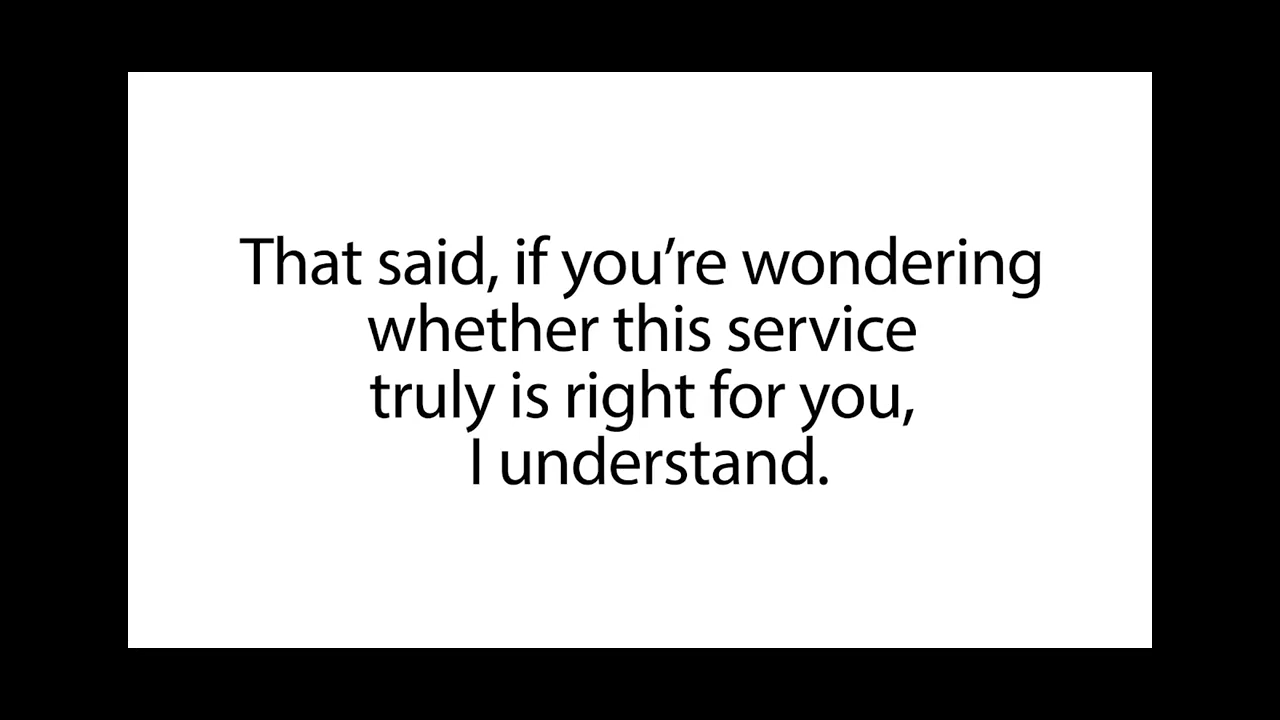 That said, if you’re wondering
whether this service
truly is right for you,
I understand.